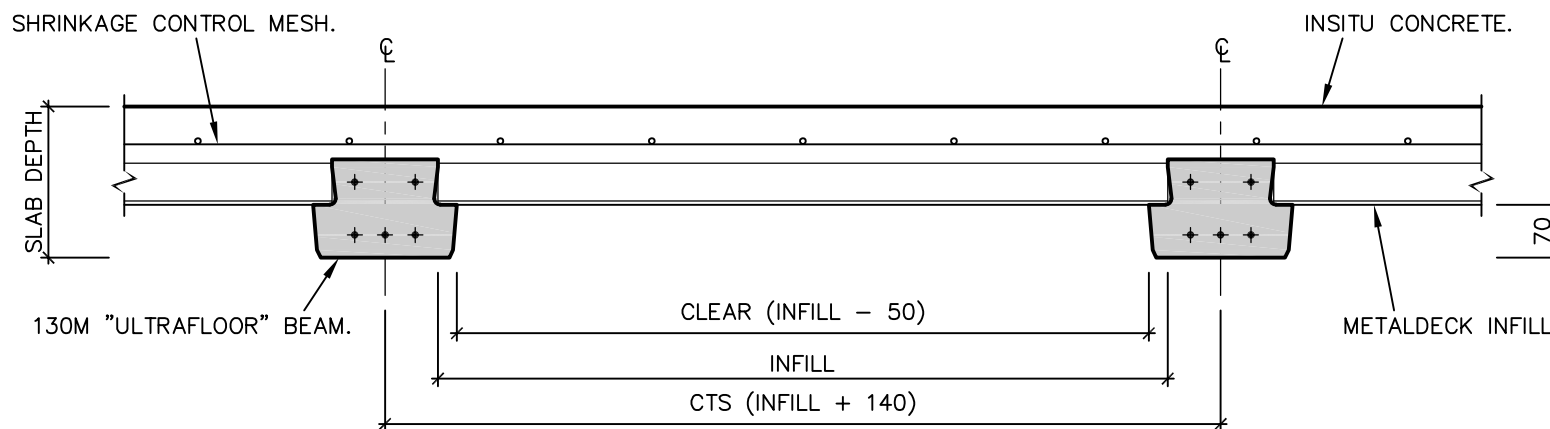 SHRINKAGE CONTROL MESH.
INSITU CONCRETE.
℄
℄
SLAB DEPTH
70
130M ”ULTRAFLOOR” BEAM.
CLEAR (INFILL − 50)
METALDECK INFILL
INFILL
CTS (INFILL + 140)